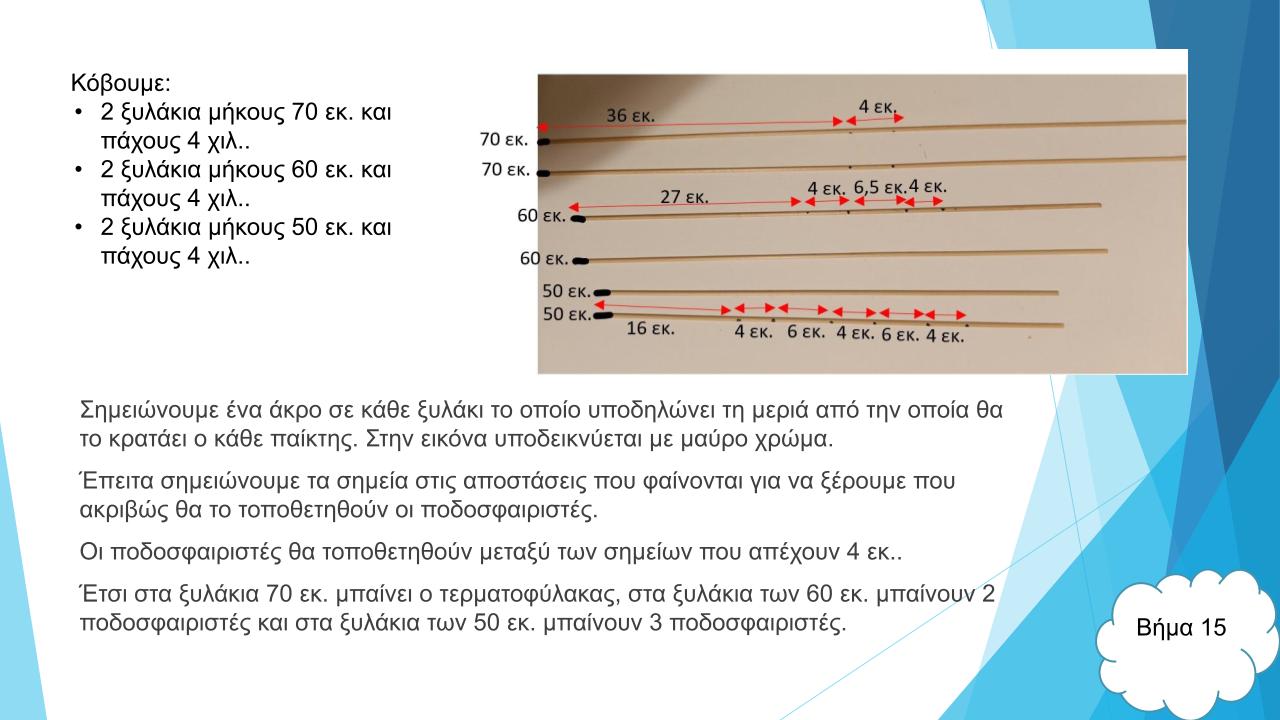 Κόβουμε:
• 2 ξυλάκια μήκους 70 εκ. και
πάχους 4 χιλ..
• 2 ξυλάκια μήκους 60 εκ. και
πάχους 4 χιλ..
• 2 ξυλάκια μήκους 50 εκ. και
πάχους 4 χιλ..
36 εκ. 4 εκ.
70 εκ.
70 εκ.
27 εκ. 4 εκ. 6,5 εκ. 4 εκ.
60 εκ.
60 εκ.
50 εκ.
50 εκ.
16 εκ. 4 εκ. 6 εκ. 4 εκ. 6 εκ. 4 εκ.
Σημειώνουμε ένα άκρο σε κάθε ξυλάκι το οποίο υποδηλώνει τη μεριά από την οποία θα
το κρατάει ο κάθε παίκτης. Στην εικόνα υποδεικνύεται με μαύρο χρώμα.
Έπειτα σημειώνουμε τα σημεία στις αποστάσεις που φαίνονται για να ξέρουμε που
ακριβώς θα το τοποθετηθούν οι ποδοσφαιριστές.
Οι ποδοσφαιριστές θα τοποθετηθούν μεταξύ των σημείων που απέχουν 4 εκ..
Έτσι στα ξυλάκια 70 εκ. μπαίνει ο τερματοφύλακας, στα ξυλάκια των 60 εκ. μπαίνουν 2
ποδοσφαιριστές και στα ξυλάκια των 50 εκ. μπαίνουν 3 ποδοσφαιριστές.
Βήμα 15